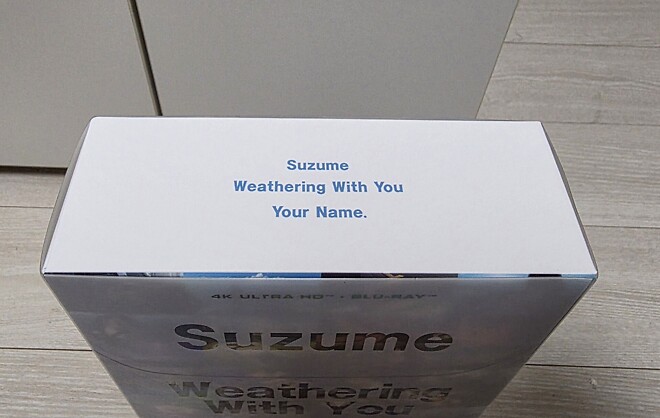 Suzume
Weathering With You
Your Name.
4K ULTRA HD™ · BLU-RAY™
Suzume
Weathering
With You